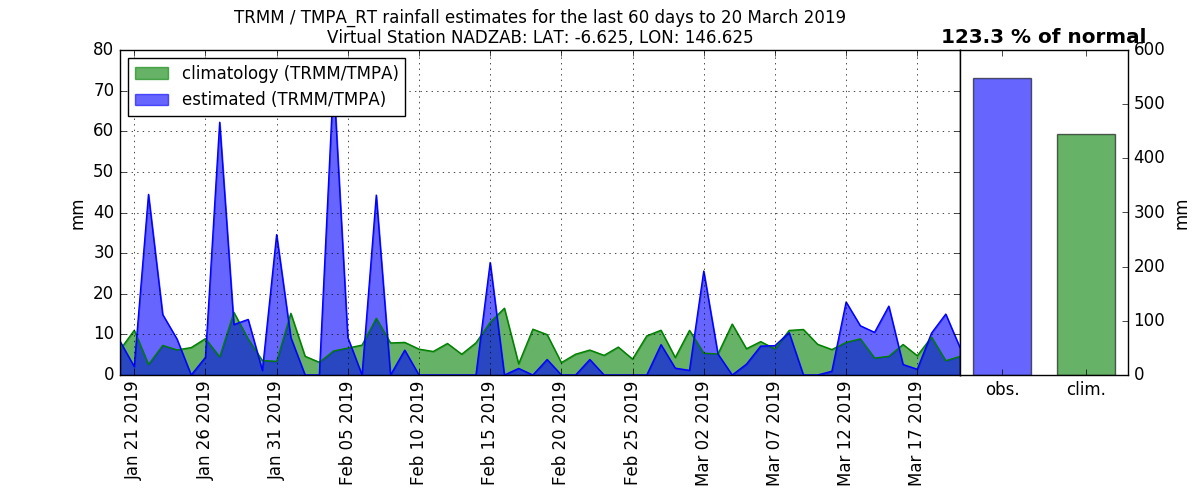 TRMM / TMPA_RT rainfall estimates for the last 60 days to 20 March 2019
Virtual Station NADZAB: LAT: -6.625, LON: 146.625
123.3 % of normal
climatology (TRMM/TMPA)
estimated (TRMM/TMPA)
80
70
60
50
40
30
20
10
0
mm
Jan 21 2019
Jan 26 2019
Jan 31 2019
Feb 05 2019
Feb 10 2019
Feb 15 2019
Feb 20 2019
Feb 25 2019
Mar 02 2019
Mar 07 2019
Mar 12 2019
Mar 17 2019
obs.
clim.
600
500
400
300
200
100
0
mm